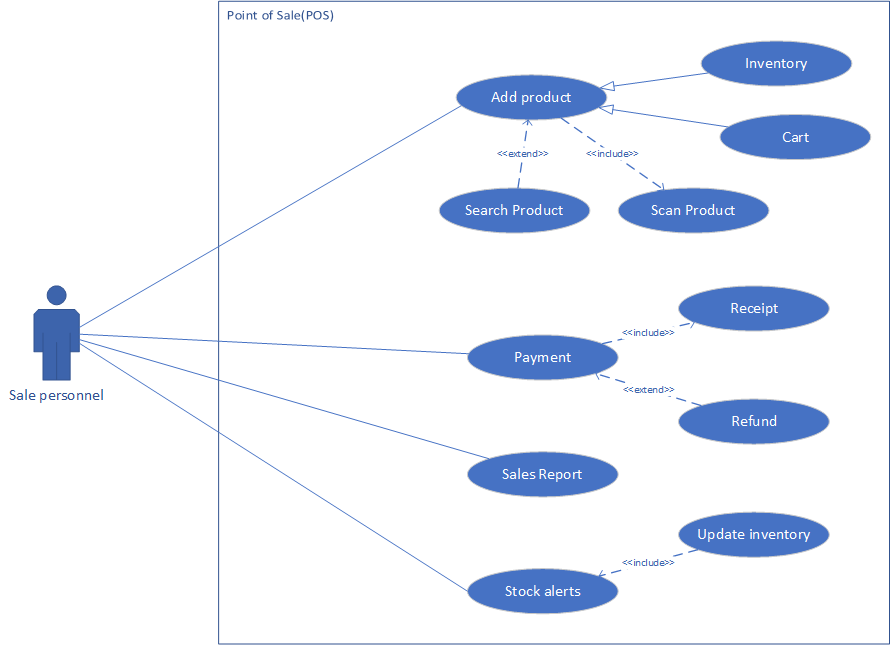 Point of Sale(POS)
Inventory
Add product
Cart
<<extend>>
<<include>>
Search Product
Scan Product
Receipt
<<include>>
Payment
<<extend>>
Refund
Sale personnel
Sales Report
Update inventory
<<include>>
Stock alerts